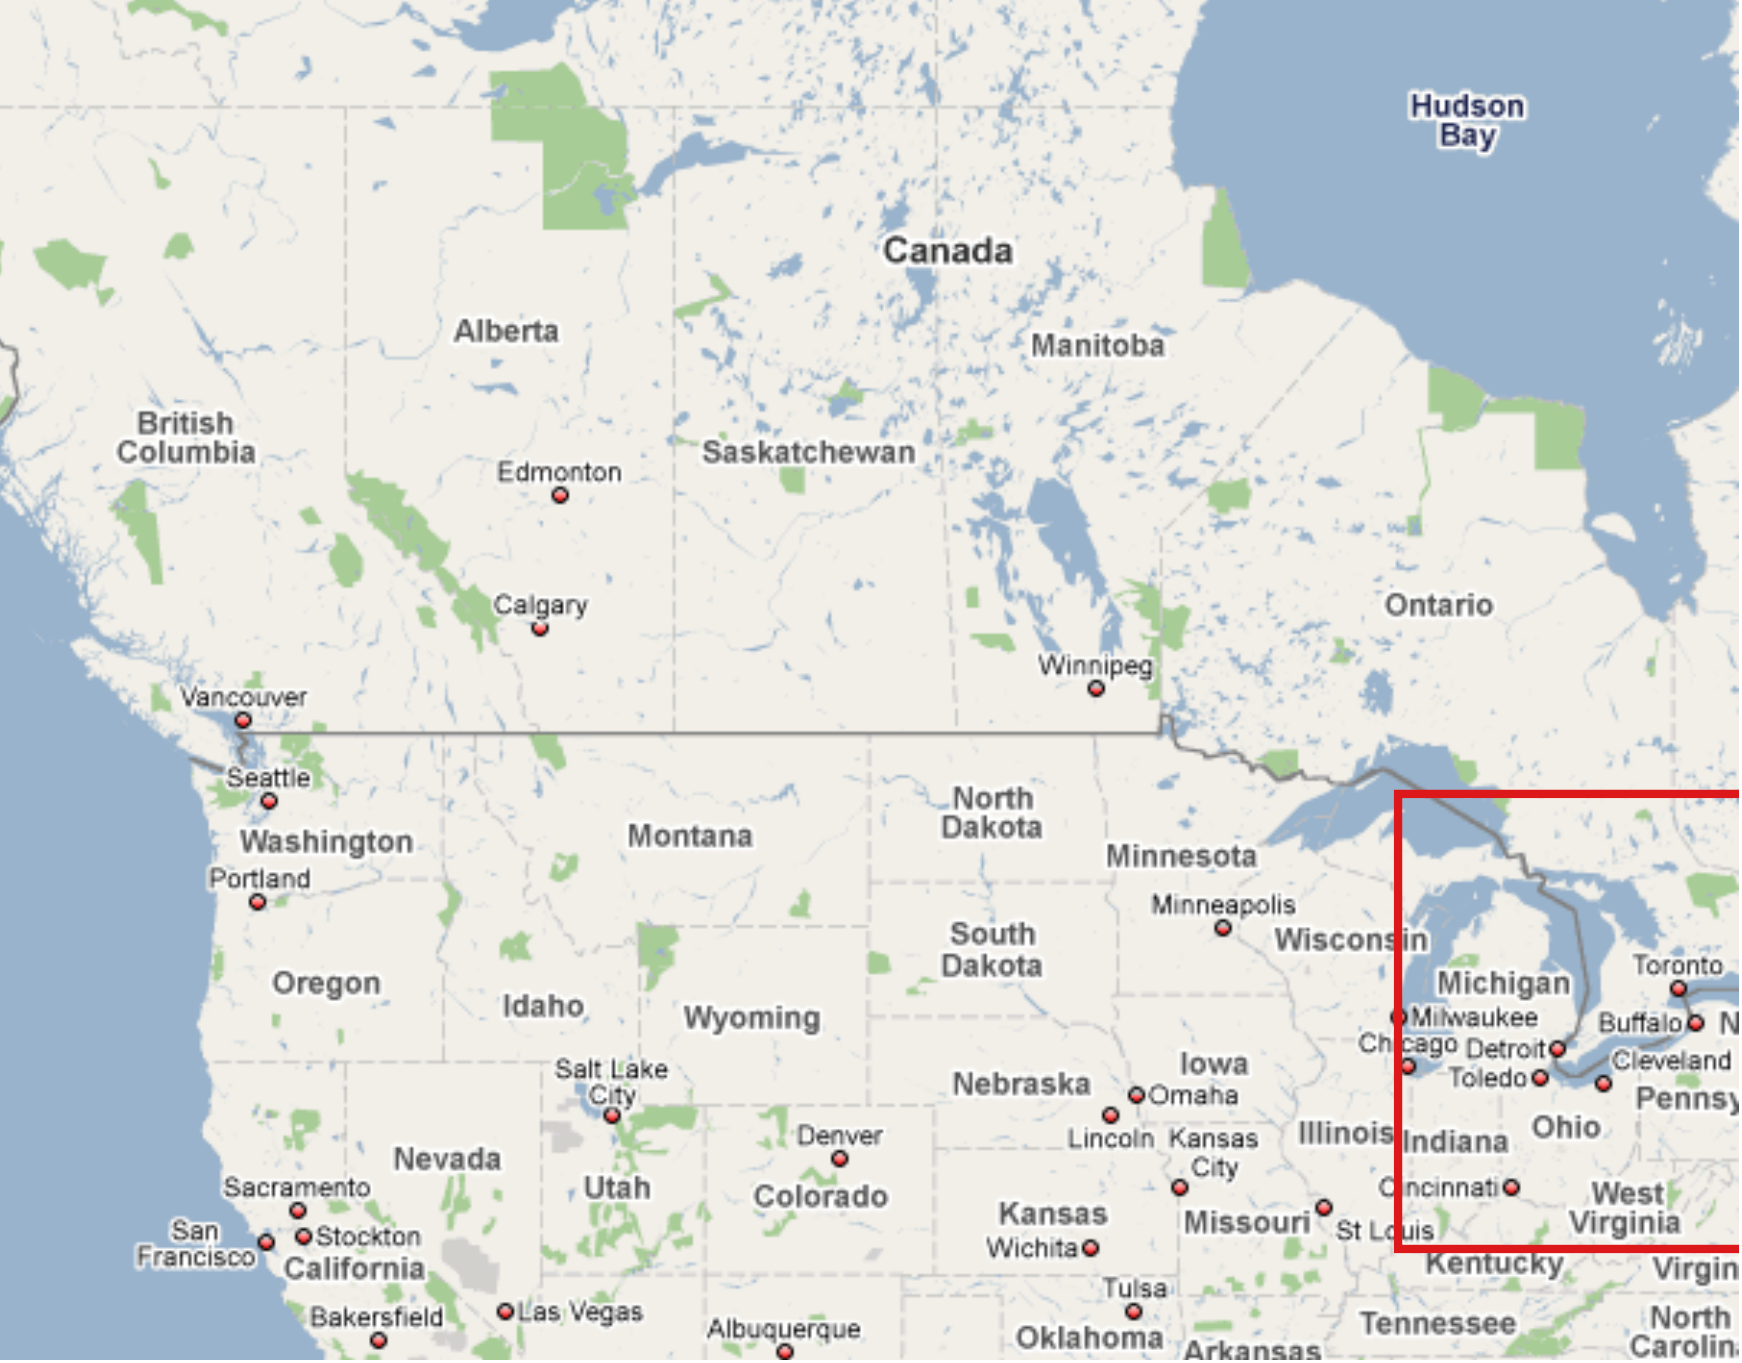 Hudson
Bay
Canada
Alberta
Manitoba
British
Columbia
Saskatchewan
Edmonton
Calgary
Ontario
Winnipeg
Vancouver
Seattle
Washington
Montana
North
Dakota
Minnesota
Portland
Minneapolis
South
Dakota
Wisconsin
Toronto
Oregon
Idaho
Wyoming
Michigan
Milwaukee
Buffalo
N
Chicago
Detroit
Cleveland
Salt Lake
City
Iowa
Nebraska
Omaha
Toledo
Pennsy
Lincoln
Kansas
City
Denver
Illinois
Indiana
Ohio
Nevada
Utah
Colorado
Sacramento
Cincinnati
West
Virginia
San
Francisco
Stockton
California
Kansas
Wichita
Missouri
St Louis
Kentucky
Virgin
Bakersfield
Las Vegas
Albuquerque
Tulsa
Oklahoma
Arkansas
Tennessee
North
Carolin